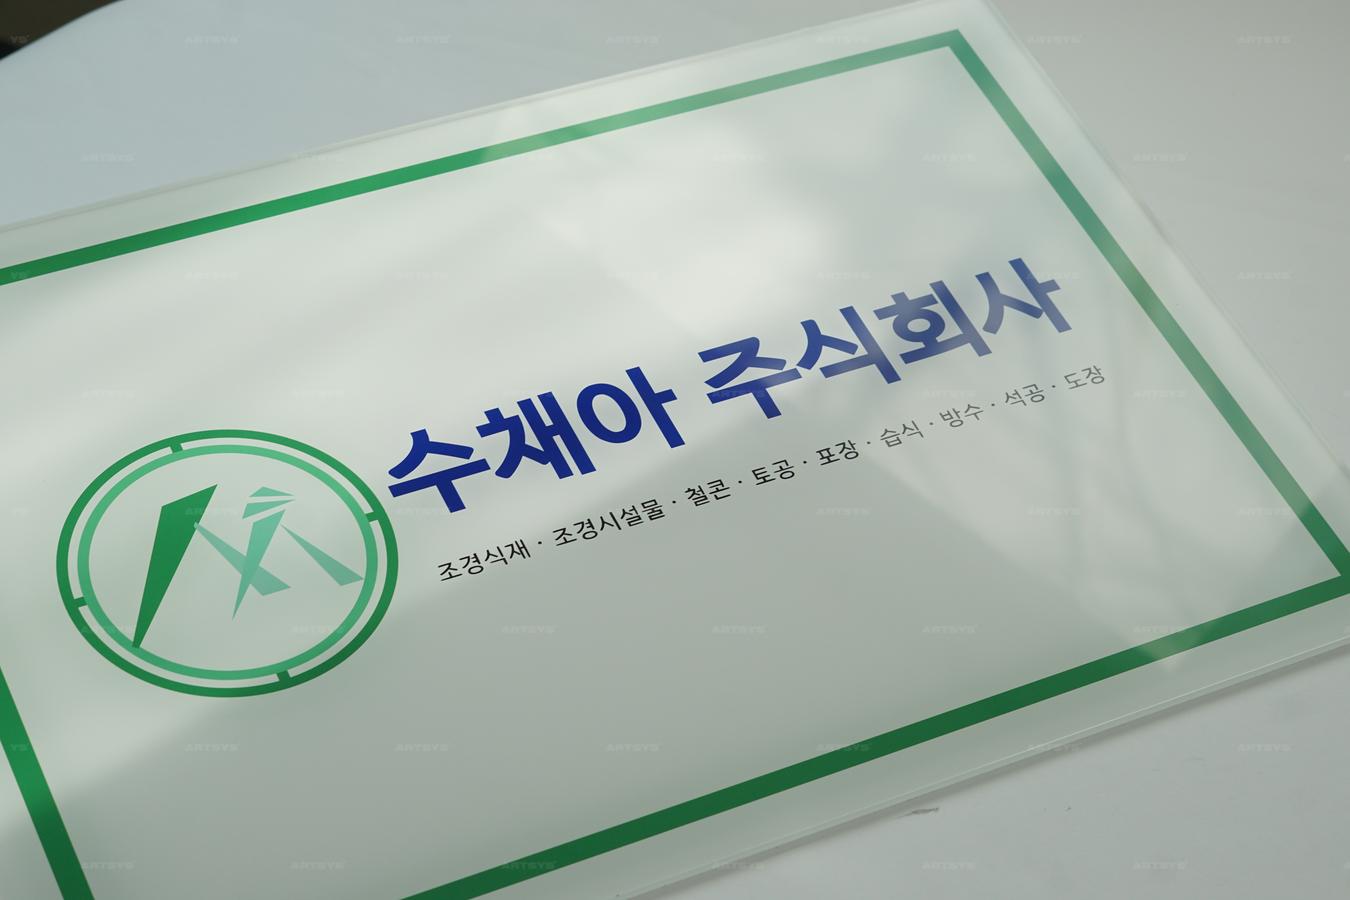 수채아 주식회사
조경식재 · 조경시설물 · 철콘 · 토공 · 포장 · 습식 · 방수 · 석공 · 도장
ARTSYS